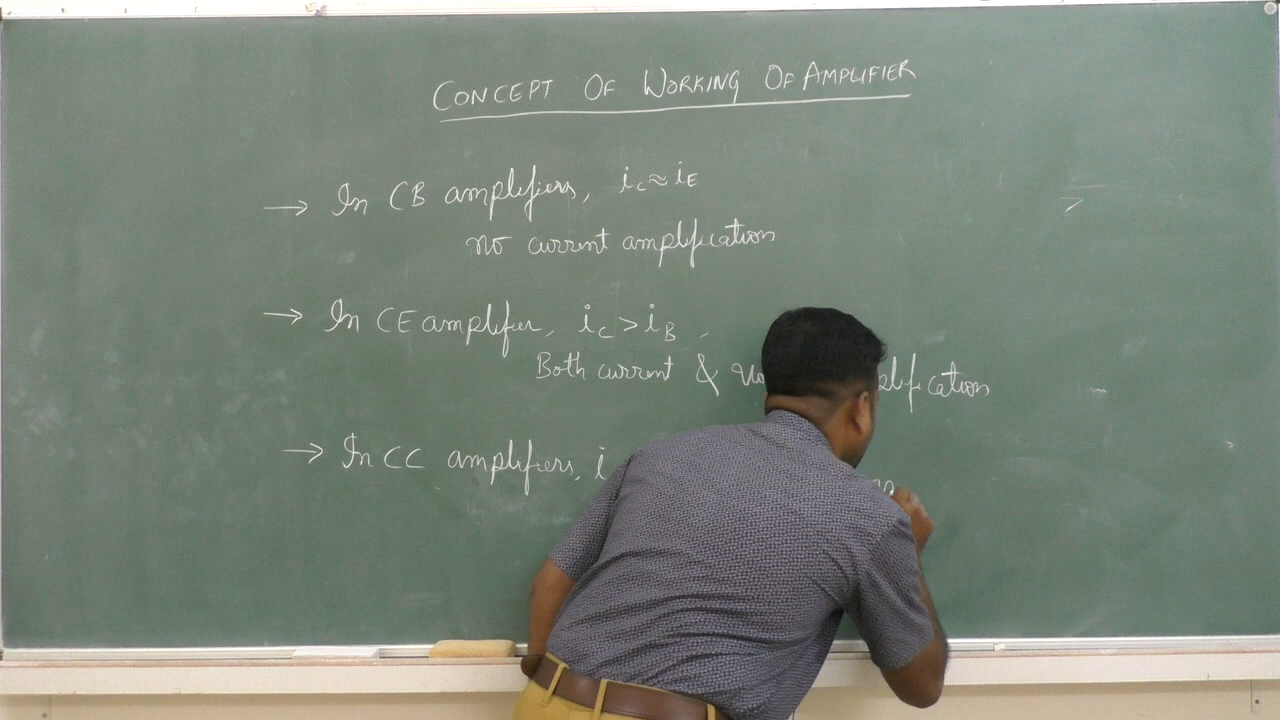 CONCEPT OF WORKING OF AMPLIFIER
→ In CB amplifiers, ic ≈ iE
no current amplification
→ In CE amplifier, ic > iB
Both current &
→ In CC amplifiers, i